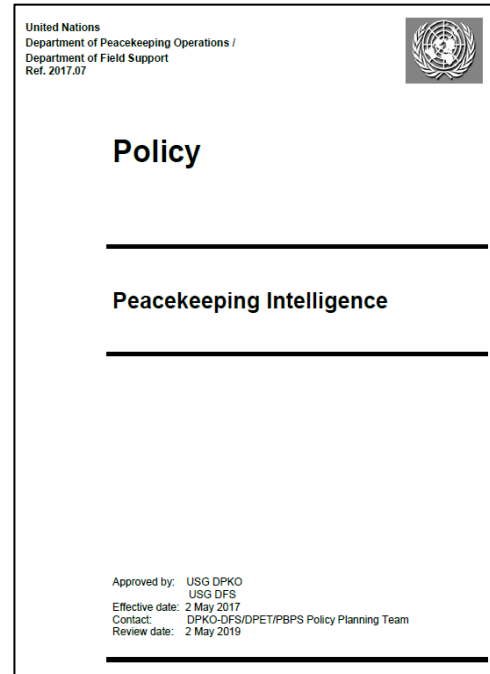 United Nations
Department of Peacekeeping Operations /
Department of Field Support
Ref. 2017.07
Policy
Peacekeeping Intelligence
Approved by: USG DPKO
USG DFS
Effective date: 2 May 2017
Contact: DPKO-DFS/DPET/PBPS Policy Planning Team
Review date: 2 May 2019